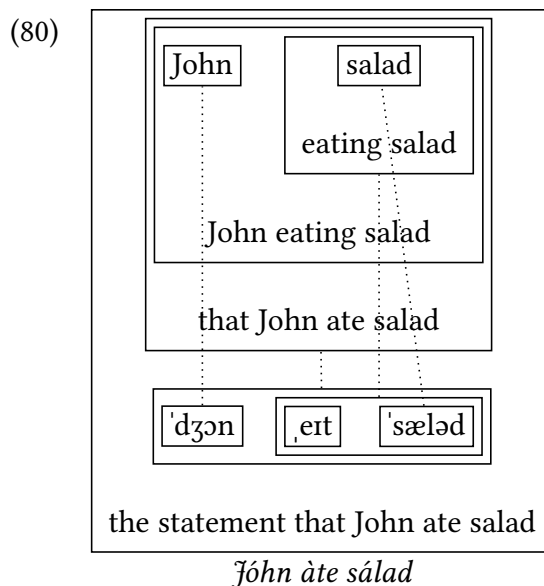 (80)
John salad
eating salad
John eating salad
that John ate salad
ˈdʒɔn ˌeɪt ˈsæləd
the statement that John ate salad
Jóhn àte sálad